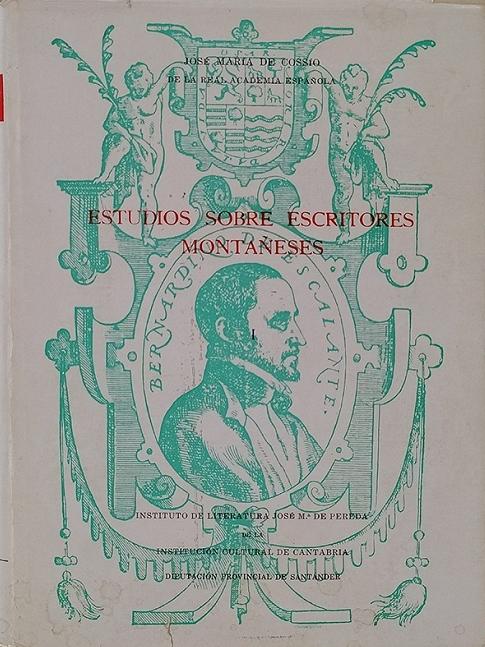 JOSÉ MARÍA DE COSSÍO
DE LA REAL ACADEMIA ESPAÑOLA
ESTUDIOS SOBRE ESCRITORES
MONTAÑESES
BERNARDINO DE ESCALANTE.
I
INSTITUTO DE LITERATURA JOSÉ M.ª DE PEREDA
DE LA
INSTITUCIÓN CULTURAL DE CANTABRIA
DIPUTACIÓN PROVINCIAL DE SANTANDER